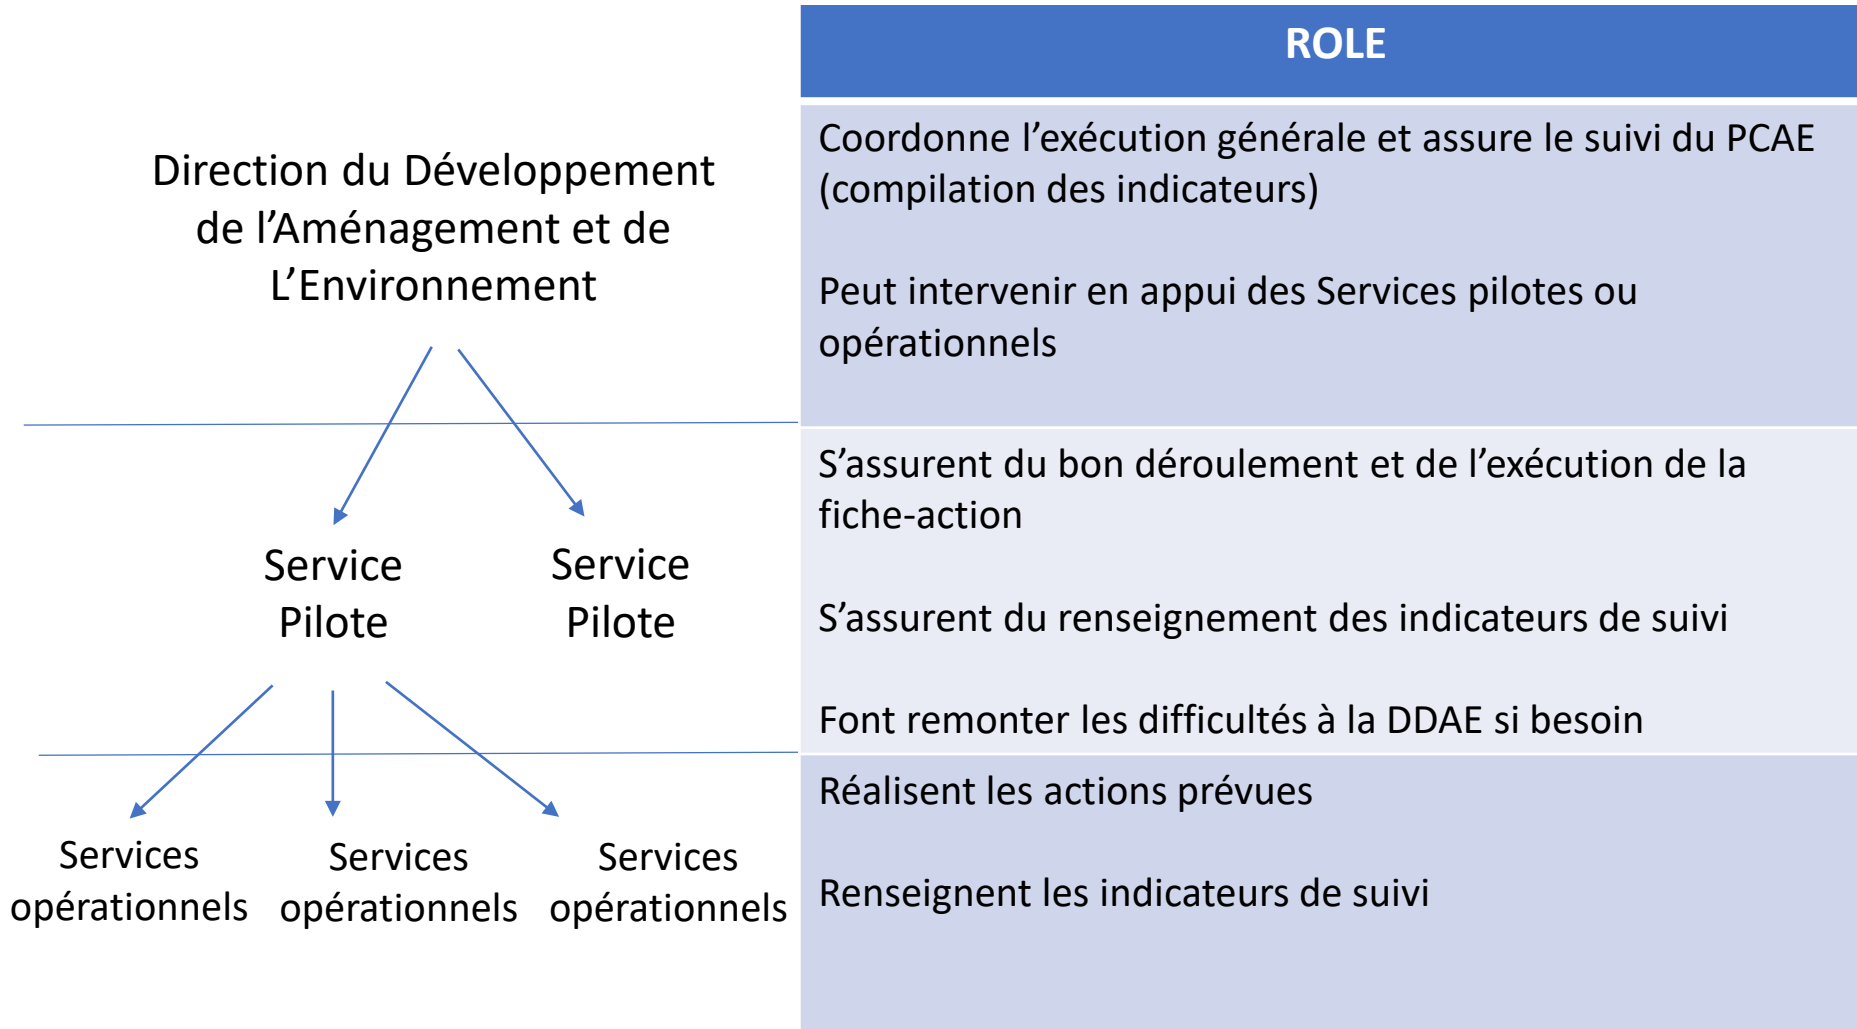 ROLE
Direction du Développement
de l’Aménagement et de
L’Environnement
Coordonne l’exécution générale et assure le suivi du PCAE
(compilation des indicateurs)
Peut intervenir en appui des Services pilotes ou
opérationnels
Service
Pilote
Service
Pilote
S’assurent du bon déroulement et de l’exécution de la
fiche-action
S’assurent du renseignement des indicateurs de suivi
Font remonter les difficultés à la DDAE si besoin
Services
opérationnels
Services
opérationnels
Services
opérationnels
Réalisent les actions prévues
Renseignent les indicateurs de suivi